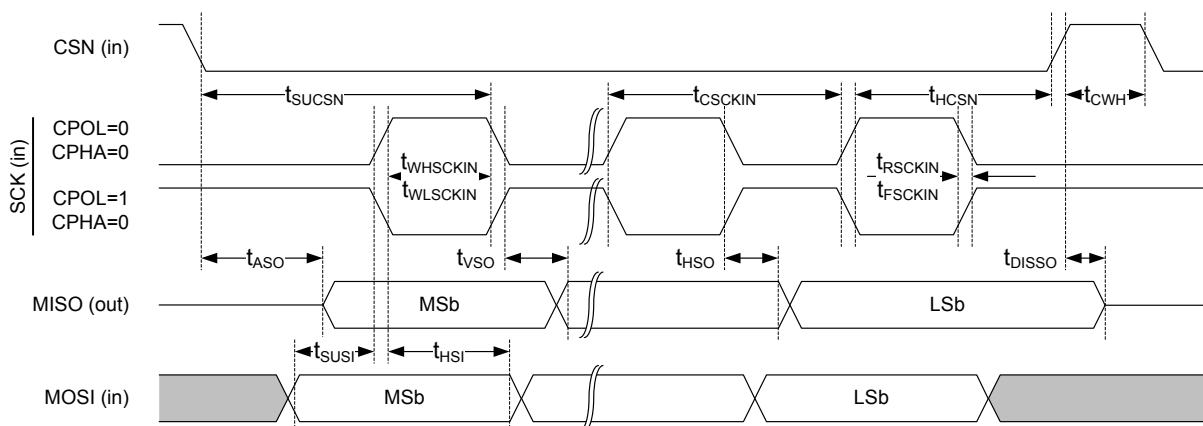 CSN (in)
tSUCSN
tCSCKIN
tHCSN
tCWH
SCK (in)
CPOL=0
CPHA=0
tWHSCKIN
tWLSCKIN
tRSCKIN
tFSCKIN
CPOL=1
CPHA=0
tASO
tVSO
tHSO
tDISSO
MISO (out)
MSb
LSb
tSUSI
tHSI
MOSI (in)
MSb
LSb